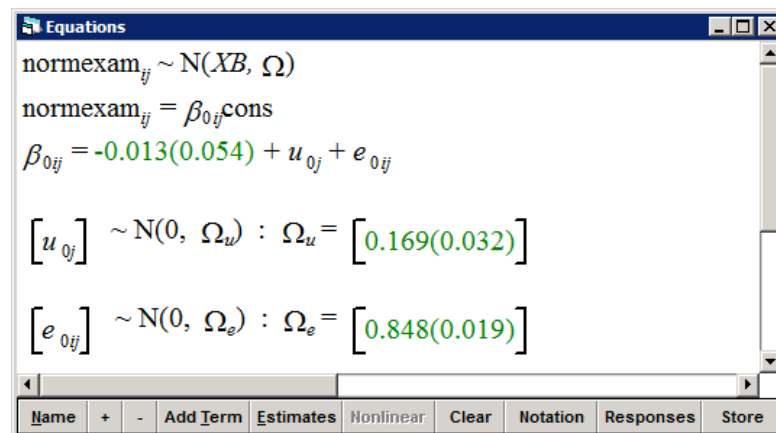 Equations
normexam_ij ~ N(XB, Ω)
normexam_ij = β_0ij cons
β_0ij = -0.013(0.054) + u_0j + e_0ij
[u_0j] ~ N(0, Ω_u) : Ω_u = [0.169(0.032)]
[e_0ij] ~ N(0, Ω_e) : Ω_e = [0.848(0.019)]
Name + - Add Term Estimates Nonlinear Clear Notation Responses Store